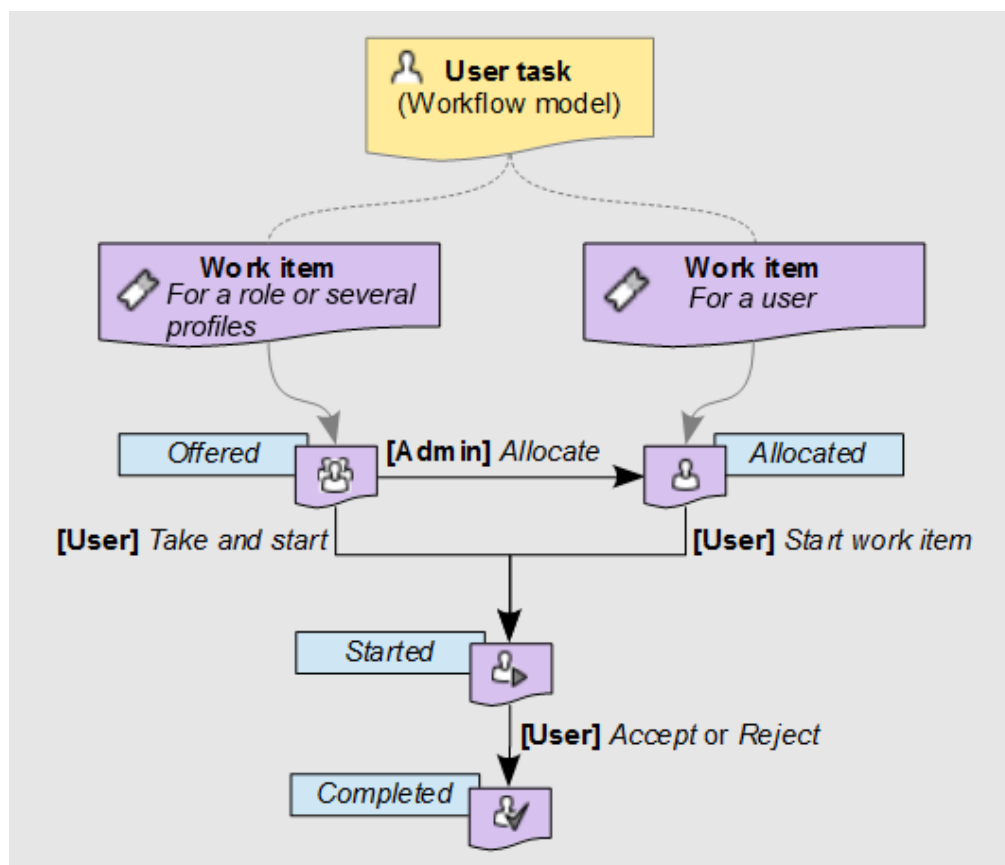 User task
(Workflow model)
Work item
For a role or several
profiles
Work item
For a user
Offered
[Admin] Allocate
Allocated
[User] Take and start
[User] Start work item
Started
[User] Accept or Reject
Completed